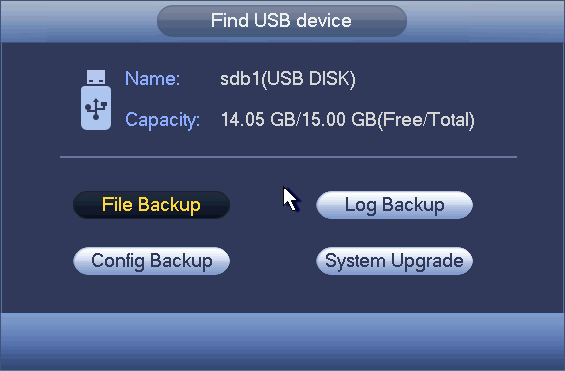 Find USB device
Name: sdb1(USB DISK)
Capacity: 14.05 GB/15.00 GB(Free/Total)
File Backup Log Backup
Config Backup System Upgrade